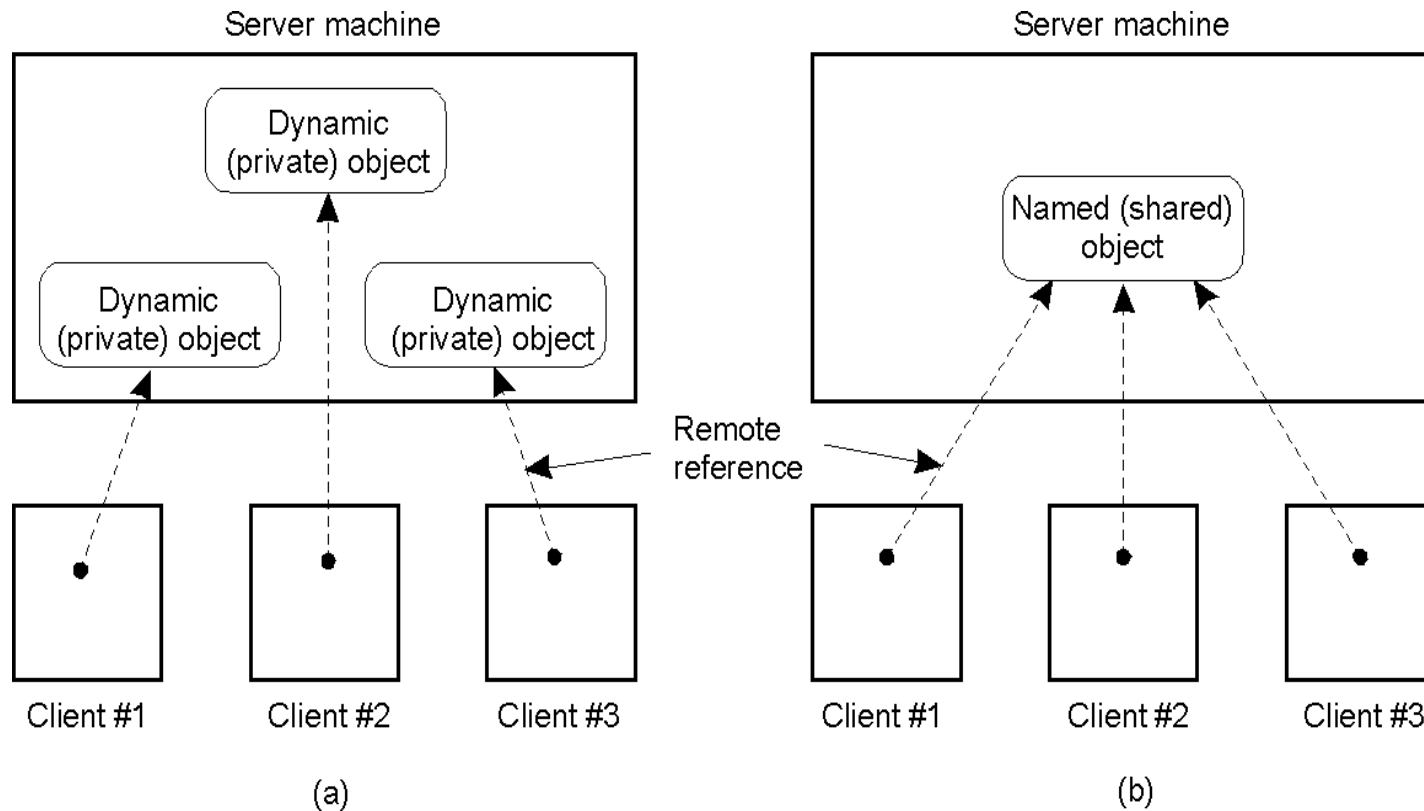 Server machine
Dynamic
(private) object
Dynamic
(private) object
Dynamic
(private) object
Client #1
Client #2
Client #3
(a)
Remote
reference
Server machine
Named (shared)
object
Client #1
Client #2
Client #3
(b)